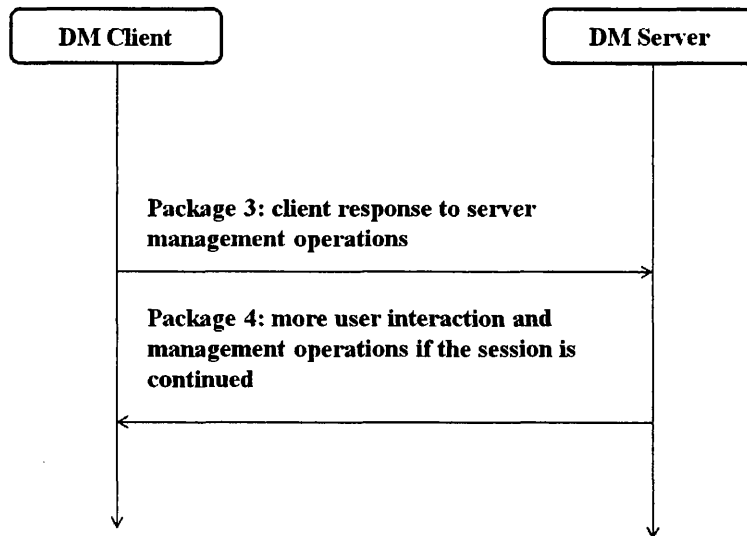 DM Client
DM Server
Package 3: client response to server
management operations
Package 4: more user interaction and
management operations if the session is
continued